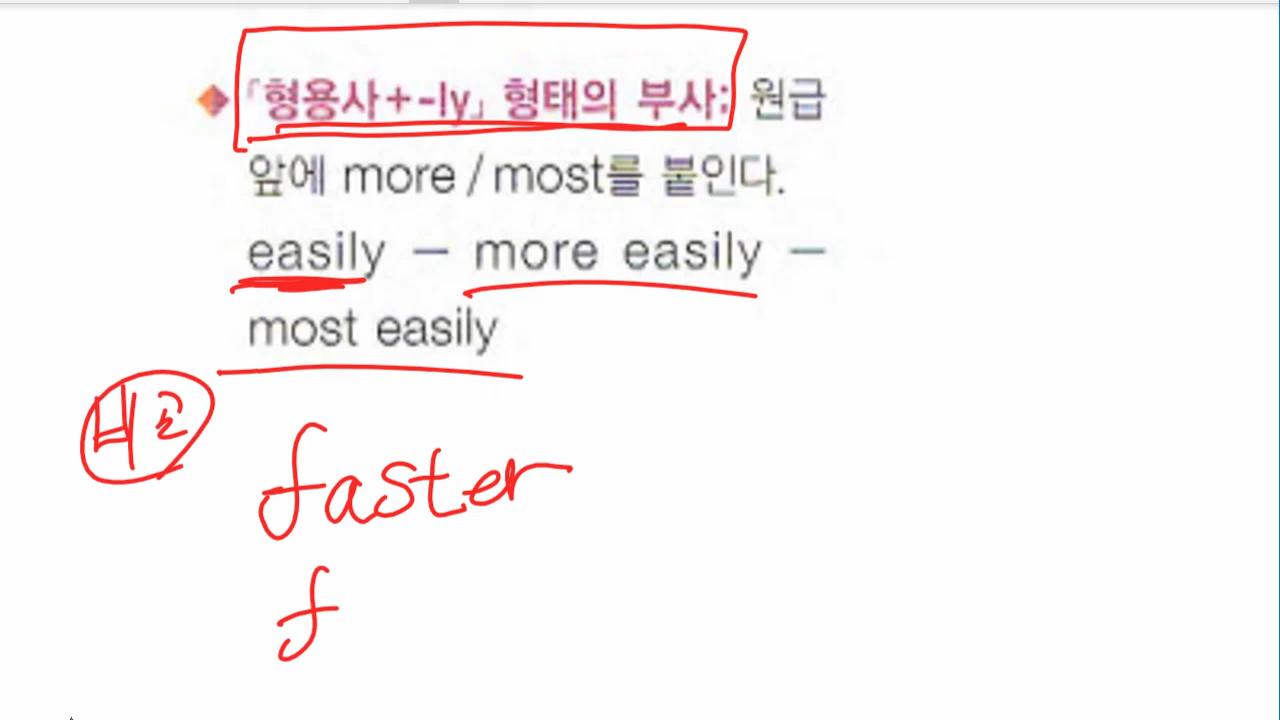 「형용사+-ly」 형태의 부사: 원급
앞에 more / most를 붙인다.
easily – more easily –
most easily
비교
faster
f